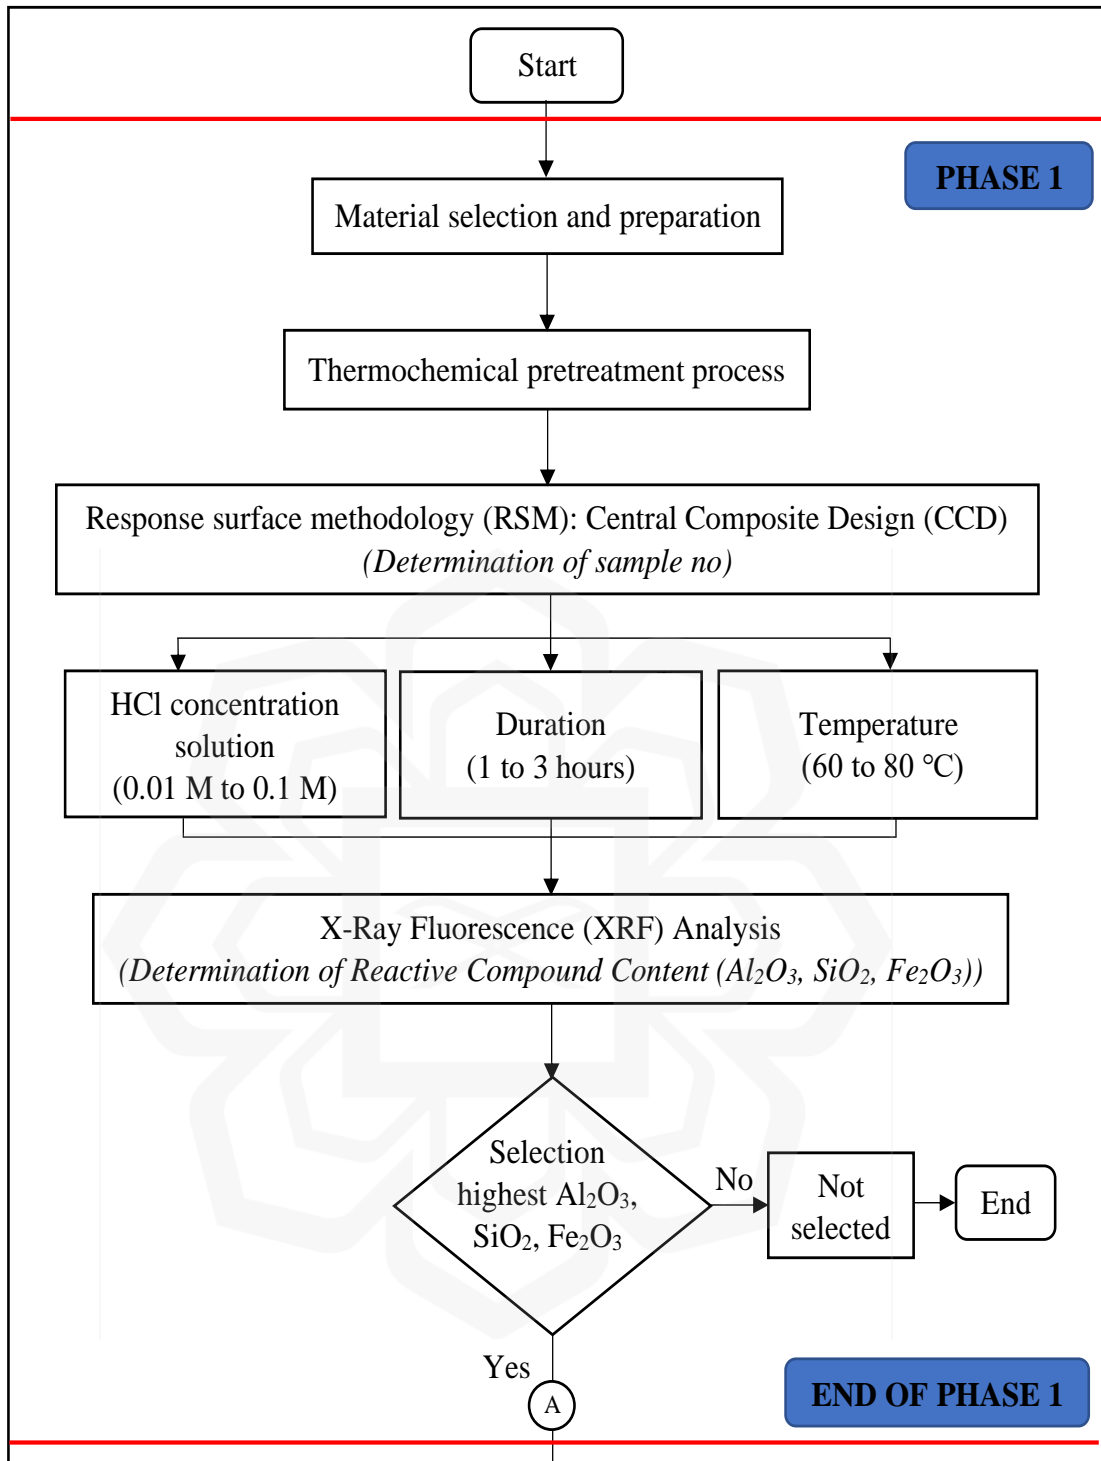 Start
PHASE 1
Material selection and preparation
Thermochemical pretreatment process
Response surface methodology (RSM): Central Composite Design (CCD)
(Determination of sample no)
HCl concentration
solution
(0.01 M to 0.1 M)
Duration
(1 to 3 hours)
Temperature
(60 to 80 ℃)
X-Ray Fluorescence (XRF) Analysis
(Determination of Reactive Compound Content (Al₂O₃, SiO₂, Fe₂O₃))
Selection
highest Al₂O₃,
SiO₂, Fe₂O₃
No
Not
selected
End
Yes
A
END OF PHASE 1